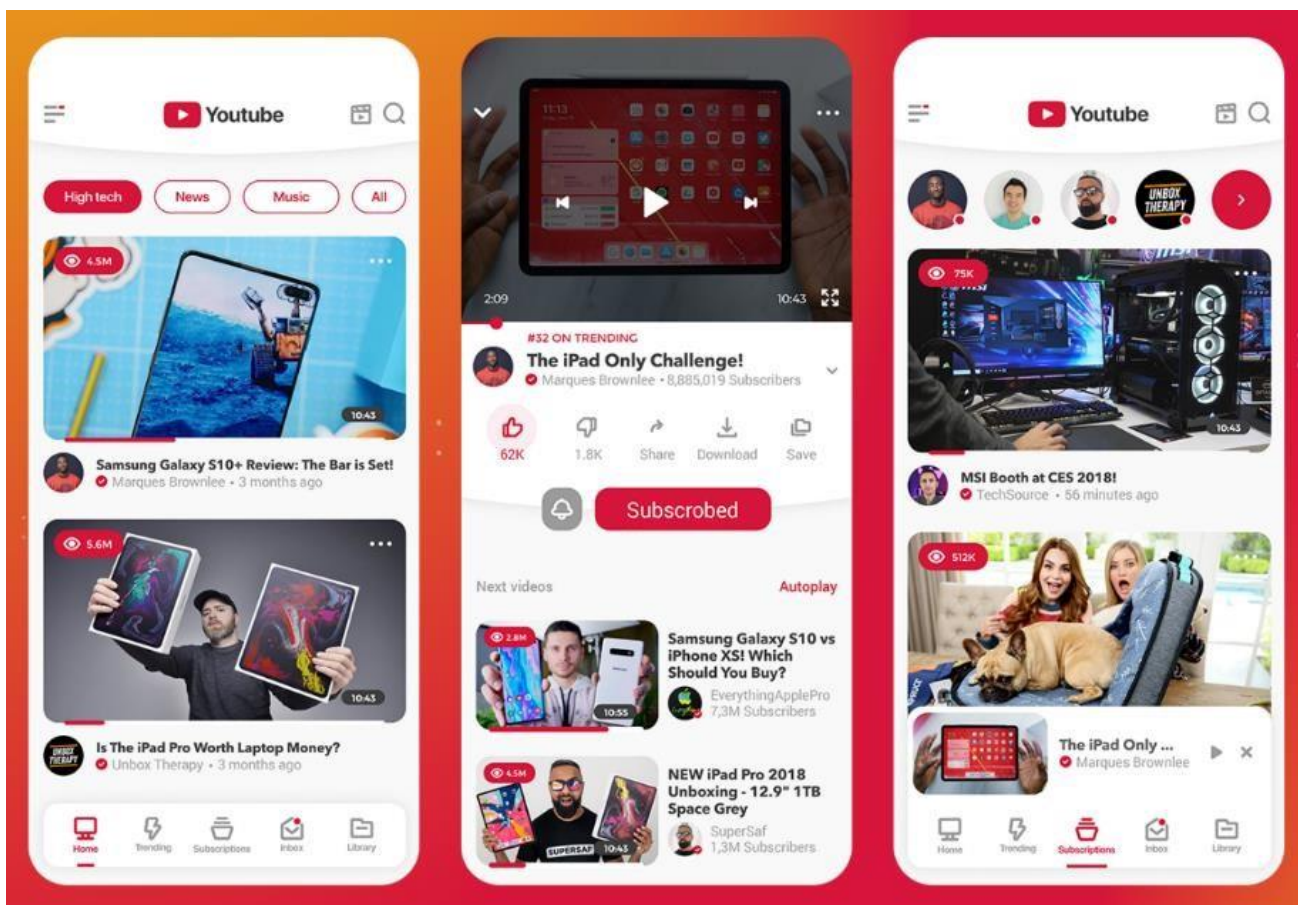 Youtube
High tech
News
Music
All
4.5M
10:43
Samsung Galaxy S10+ Review: The Bar is Set!
Marques Brownlee • 3 months ago
5.6M
10:43
UNBOX
THERAPY
Is The iPad Pro Worth Laptop Money?
Unbox Therapy • 3 months ago
Home
Trending
Subscriptions
Inbox
Library
11:13
2:09
10:43
#32 ON TRENDING
The iPad Only Challenge!
Marques Brownlee • 8,885,019 Subscribers
62K
1.8K
Share
Download
Save
Subscrobed
Next videos
Autoplay
2.8M
10:55
Samsung Galaxy S10 vs
iPhone XS! Which
Should You Buy?
EverythingApplePro
7,3M Subscribers
4.5M
SUPERSAF
10:43
NEW iPad Pro 2018
Unboxing - 12.9" 1TB
Space Grey
SuperSaf
1,3M Subscribers
Youtube
UNBOX
THERAPY
75K
10:43
MSI Booth at CES 2018!
TechSource • 56 minutes ago
512K
The iPad Only ...
Marques Brownlee
Home
Trending
Subscriptions
Inbox
Library